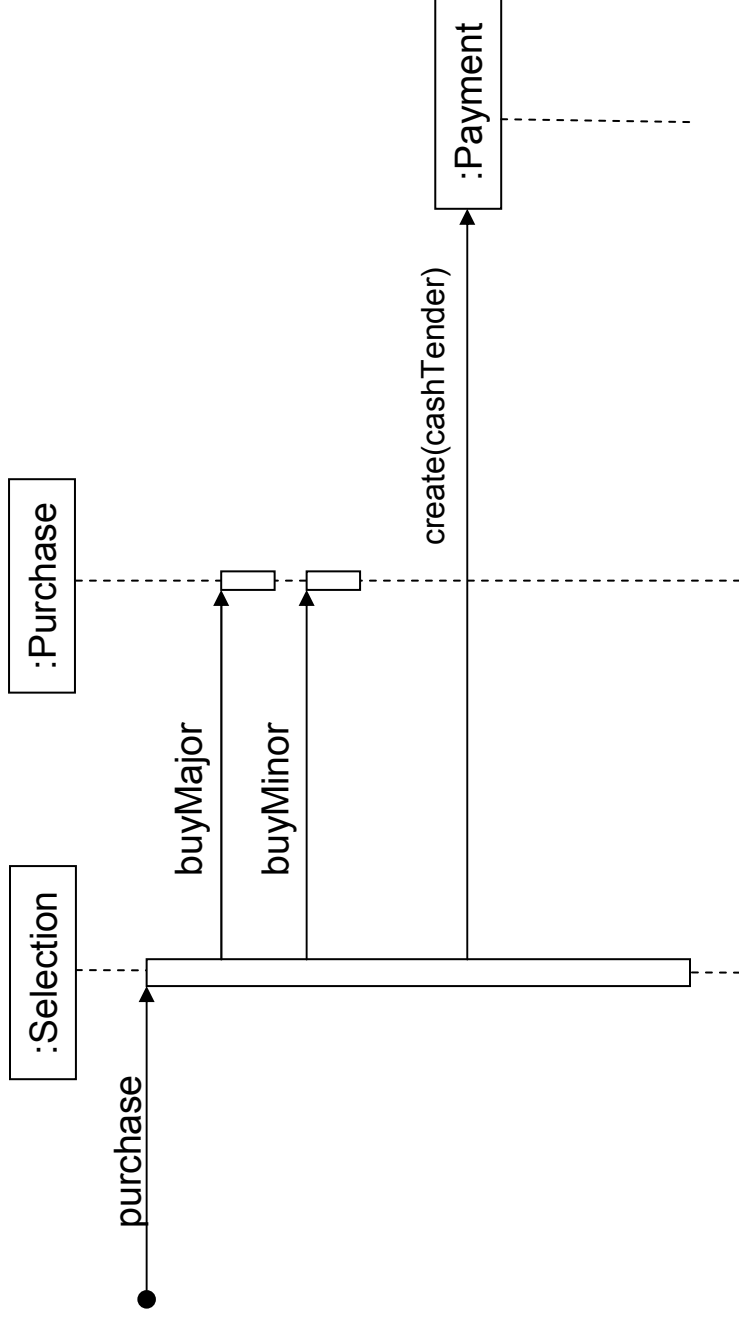 :Selection
:Purchase
purchase
buyMajor
buyMinor
create(cashTender)
:Payment